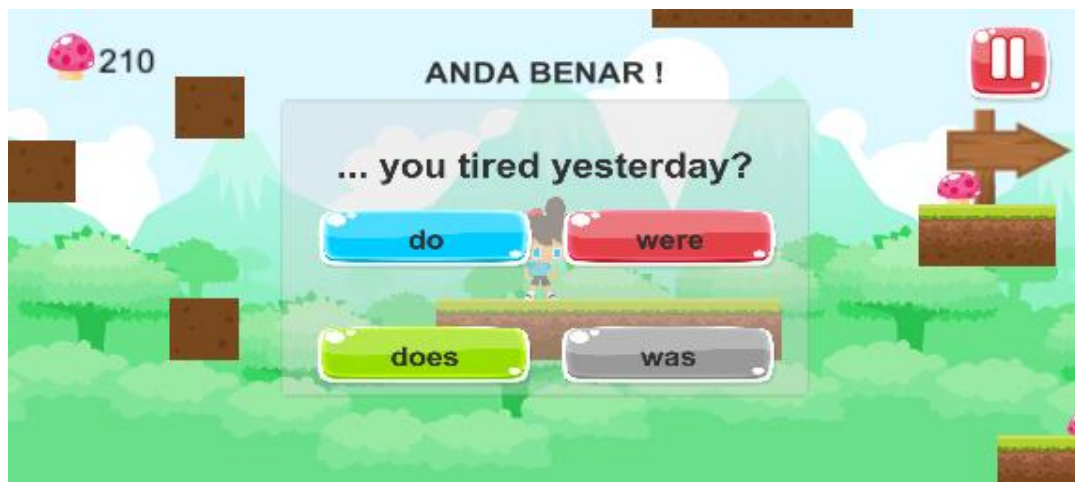 210
ANDA BENAR !
... you tired yesterday?
do
were
does
was